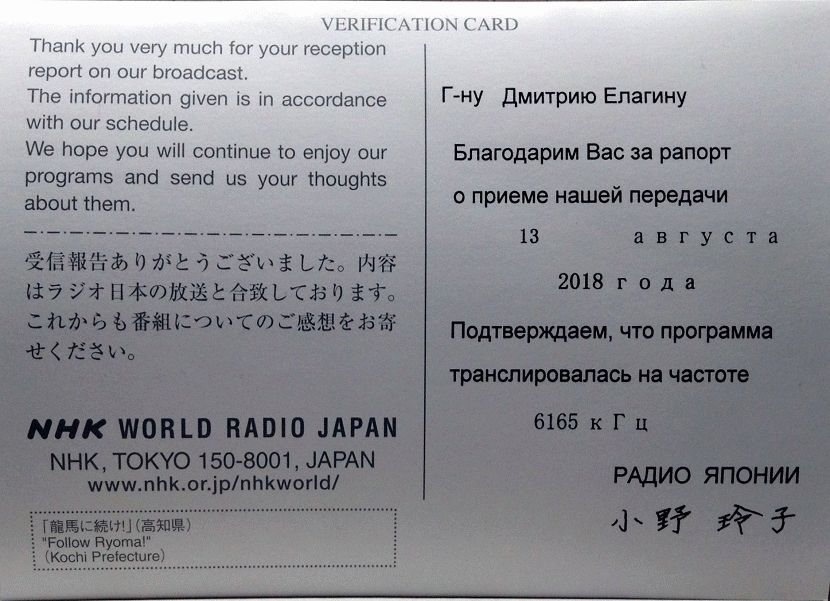 VERIFICATION CARD
Thank you very much for your reception
report on our broadcast.
The information given is in accordance
with our schedule.
We hope you will continue to enjoy our
programs and send us your thoughts
about them.
受信報告ありがとうございました。内容
はラジオ日本の放送と合致しております。
これからも番組についてのご感想をお寄
せください。
NHK WORLD RADIO JAPAN
NHK, TOKYO 150-8001, JAPAN
www.nhk.or.jp/nhkworld/
「龍馬に続け!」(高知県)
"Follow Ryoma!"
(Kochi Prefecture)
Г-ну Дмитрию Елагину
Благодарим Вас за рапорт
о приеме нашей передачи
13 августа
2018 года
Подтверждаем, что программа
транслировалась на частоте
6165 кГц
РАДИО ЯПОНИИ
小野 玲子